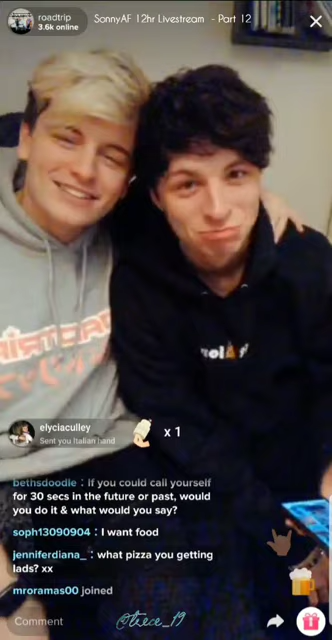 roadtrip
3.6k online
SonnyAF 12hr Livestream - Part 12
elyciaculley
Sent you Italian hand
x 1
bethsdoodle : If you could call yourself
for 30 secs in the future or past, would
you do it & what would you say?
soph13090904 : I want food
jenniferdiana_ : what pizza you getting
lads? xx
mroramas00 joined
Comment